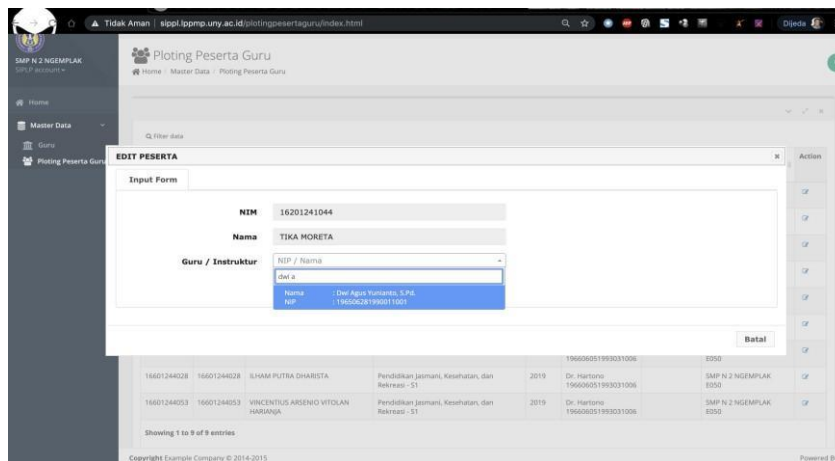 Tidak Aman | sippl.lppmp.uny.ac.id/plotingpesertaguru/index.html
Dijeda
SMP N 2 NGEMPLAK
SIPLP account
Ploting Peserta Guru
Home / Master Data / Ploting Peserta Guru
Home
Master Data
Guru
Ploting Peserta Guru
Filter data
Action
EDIT PESERTA
Input Form
NIM 16201241044
Nama TIKA MORETA
Guru / Instruktur NIP / Nama
dwi a
Nama : Dwi Agus Yunianto, S.Pd.
NIP : 196506281990011001
Batal
196606051993031006 E050
16601244028 16601244028 ILHAM PUTRA DHARISTA Pendidikan Jasmani, Kesehatan, dan 2019 Dr. Hartono SMP N 2 NGEMPLAK
Rekreasi - S1 196606051993031006 E050
16601244053 16601244053 VINCENTIUS ARSENIO VITOLAN Pendidikan Jasmani, Kesehatan, dan 2019 Dr. Hartono SMP N 2 NGEMPLAK
HARIANJA Rekreasi - S1 196606051993031006 E050
Showing 1 to 9 of 9 entries
Copyright Example Company © 2014-2015
Powered B